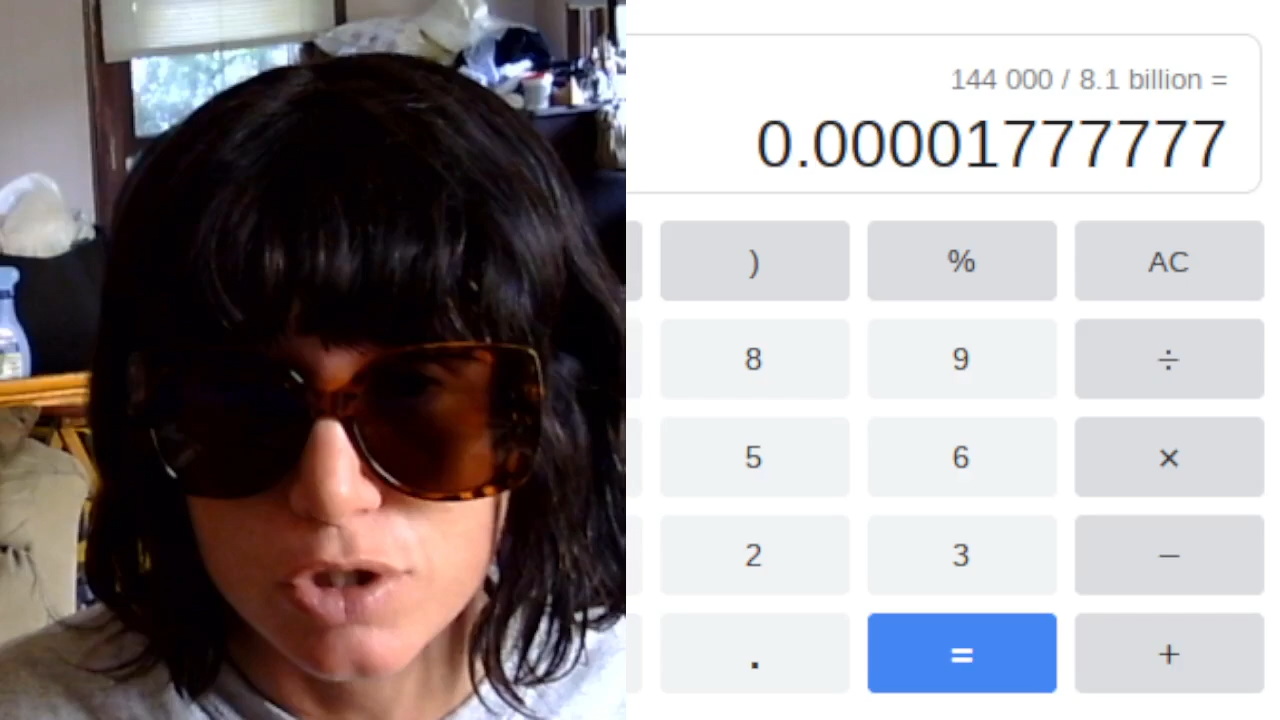 144 000 / 8.1 billion =
0.00001777777
) % AC
8 9 ÷
5 6 ×
2 3 −
. = +